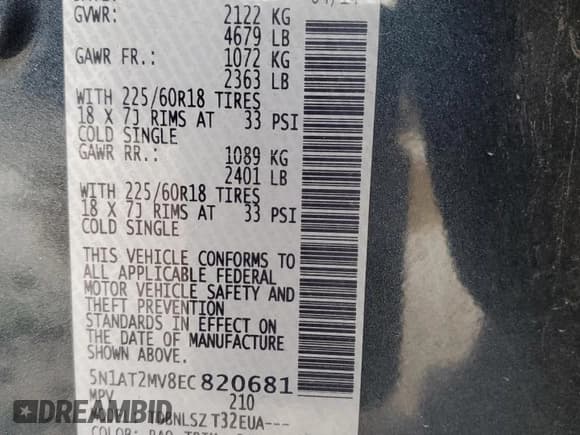 GVWR: 2122 KG
4679 LB
GAWR FR.: 1072 KG
2363 LB
WITH 225/60R18 TIRES
18 X 7J RIMS AT 33 PSI
COLD SINGLE
GAWR RR.: 1089 KG
2401 LB
WITH 225/60R18 TIRES
18 X 7J RIMS AT 33 PSI
COLD SINGLE
THIS VEHICLE CONFORMS TO
ALL APPLICABLE FEDERAL
MOTOR VEHICLE SAFETY AND
THEFT PREVENTION
STANDARDS IN EFFECT ON
THE DATE OF MANUFACTURE
SHOWN ABOVE.
5N1AT2MV8EC820681
MPV 210
MODEL: T32EUA---
COLOR:
DREAMBID